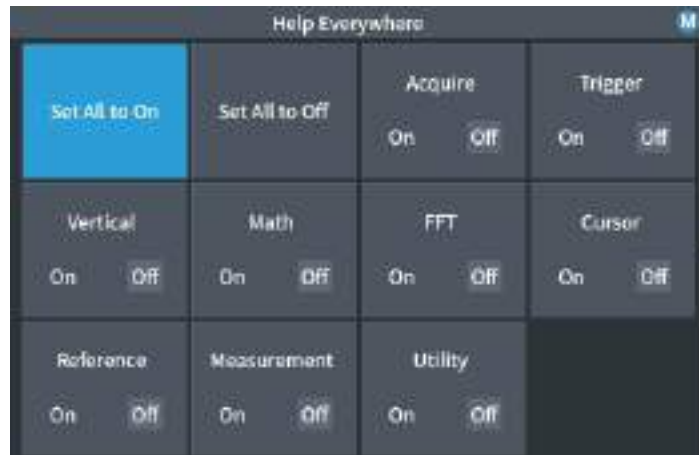 Help Everywhere
M
Set All to On
Set All to Off
Acquire
On Off
Trigger
On Off
Vertical
On Off
Math
On Off
FFT
On Off
Cursor
On Off
Reference
On Off
Measurement
On Off
Utility
On Off